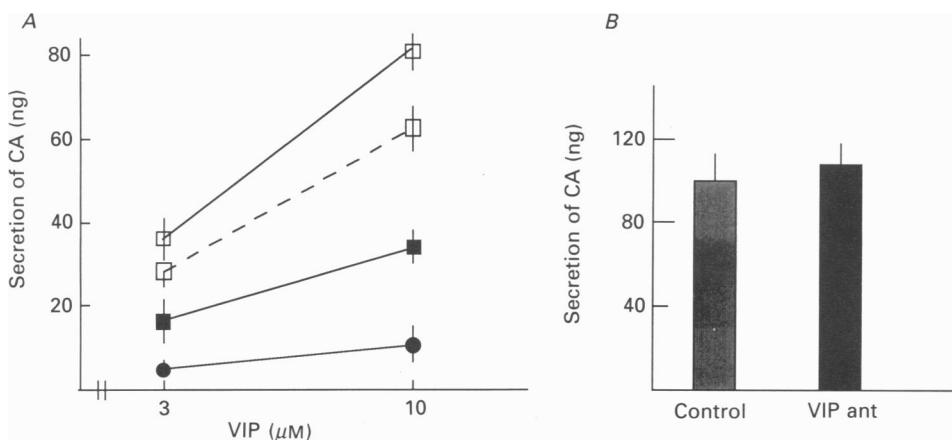 A
Secretion of CA (ng)
80
60
40
20
3
10
VIP (μM)
B
Secretion of CA (ng)
120
80
40
Control
VIP ant